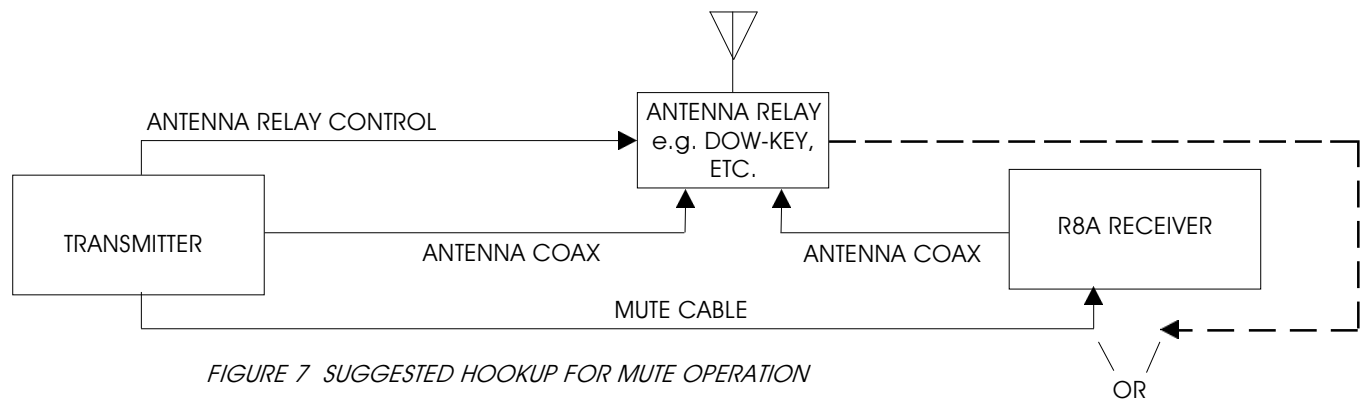 ANTENNA RELAY CONTROL
ANTENNA RELAY
e.g. DOW-KEY,
ETC.
TRANSMITTER
R8A RECEIVER
ANTENNA COAX
ANTENNA COAX
MUTE CABLE
FIGURE 7 SUGGESTED HOOKUP FOR MUTE OPERATION
OR